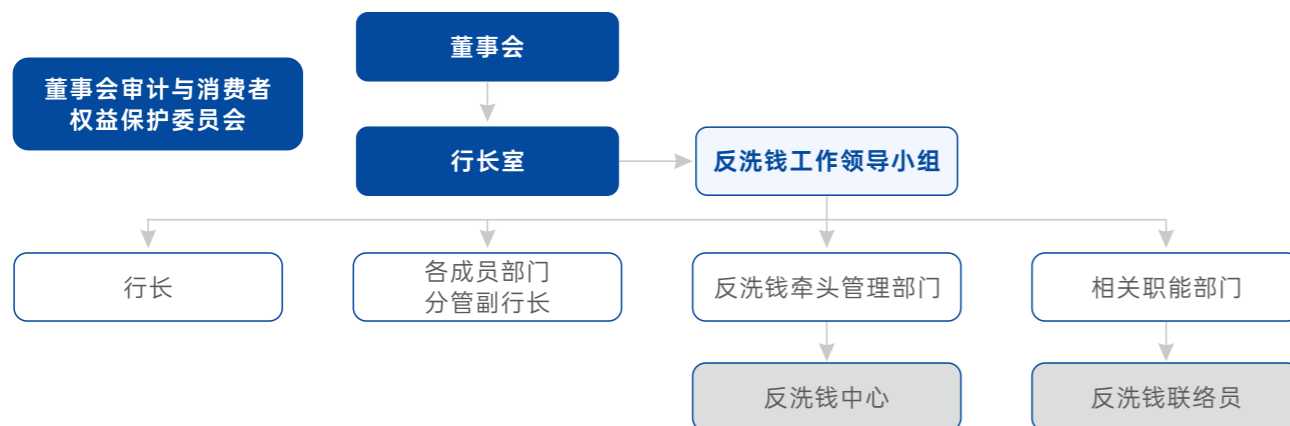 董事会
董事会审计与消费者
权益保护委员会
行长室
反洗钱工作领导小组
行长
各成员部门
分管副行长
反洗钱牵头管理部门
相关职能部门
反洗钱中心
反洗钱联络员